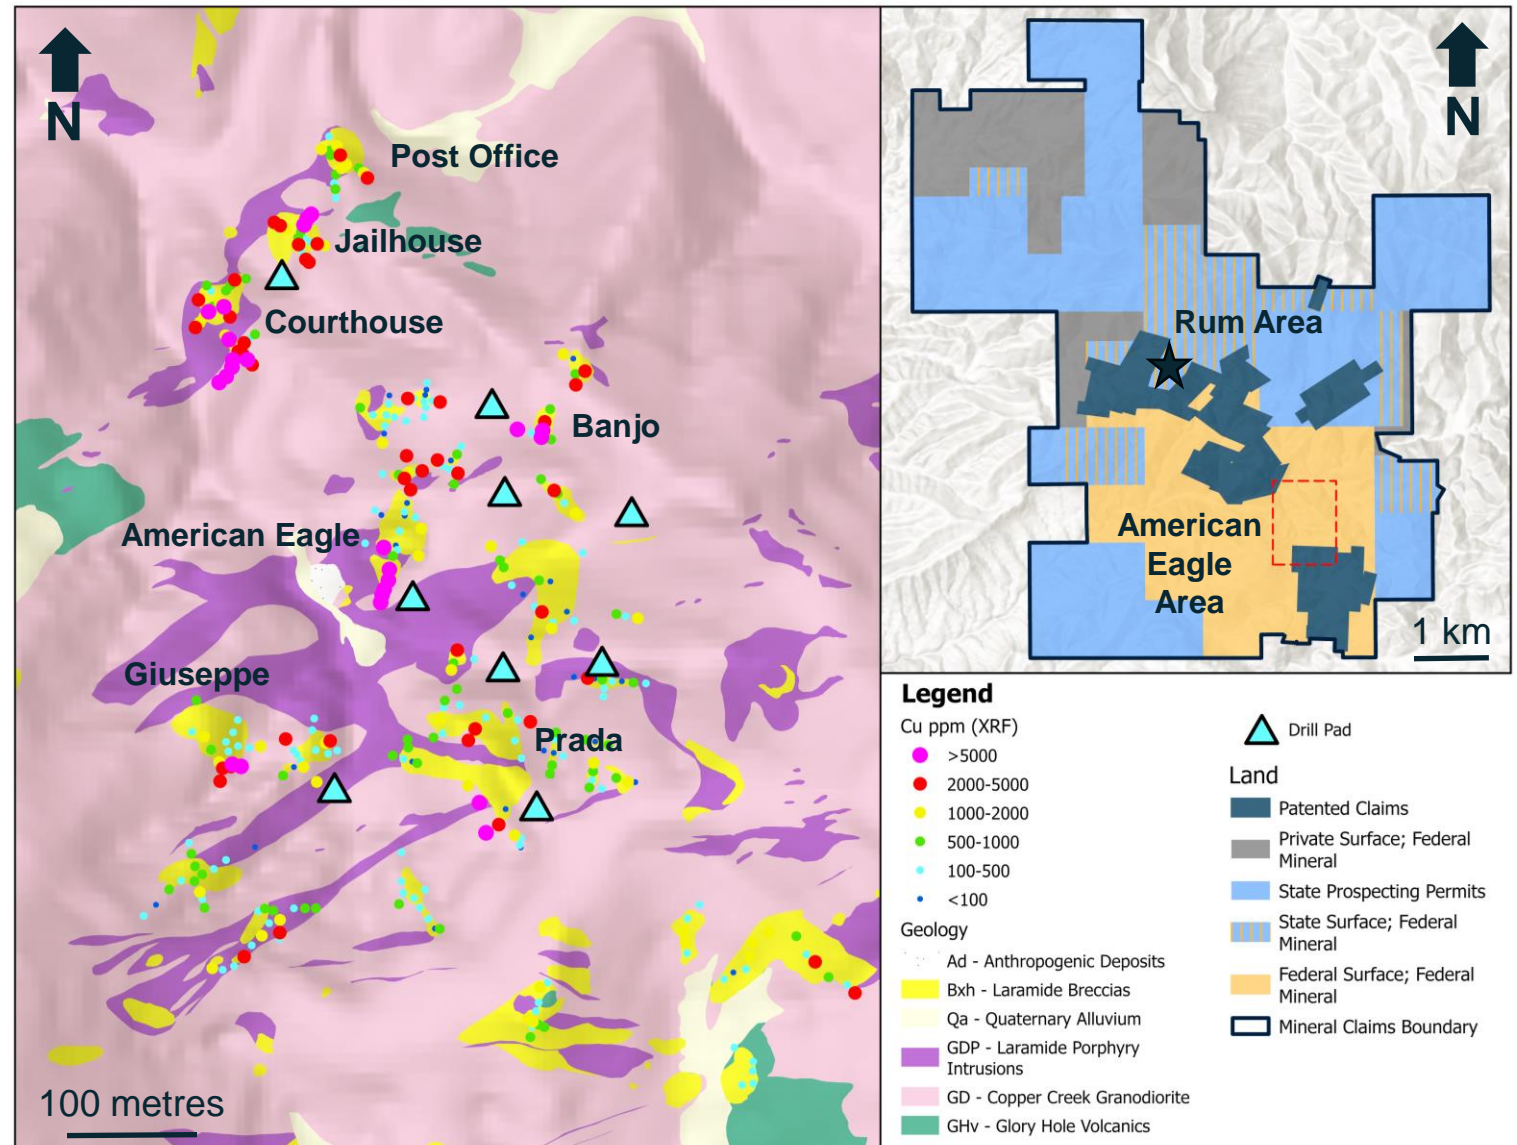 N
Post Office
Jailhouse
Courthouse
Banjo
American Eagle
Giuseppe
Prada
100 metres
N
Rum Area
American
Eagle
Area
1 km
Legend
Cu ppm (XRF)
>5000
2000-5000
1000-2000
500-1000
100-500
<100
Geology
Ad - Anthropogenic Deposits
Bxh - Laramide Breccias
Qa - Quaternary Alluvium
GDP - Laramide Porphyry
Intrusions
GD - Copper Creek Granodiorite
GHv - Glory Hole Volcanics
Drill Pad
Land
Patented Claims
Private Surface; Federal
Mineral
State Prospecting Permits
State Surface; Federal
Mineral
Federal Surface; Federal
Mineral
Mineral Claims Boundary